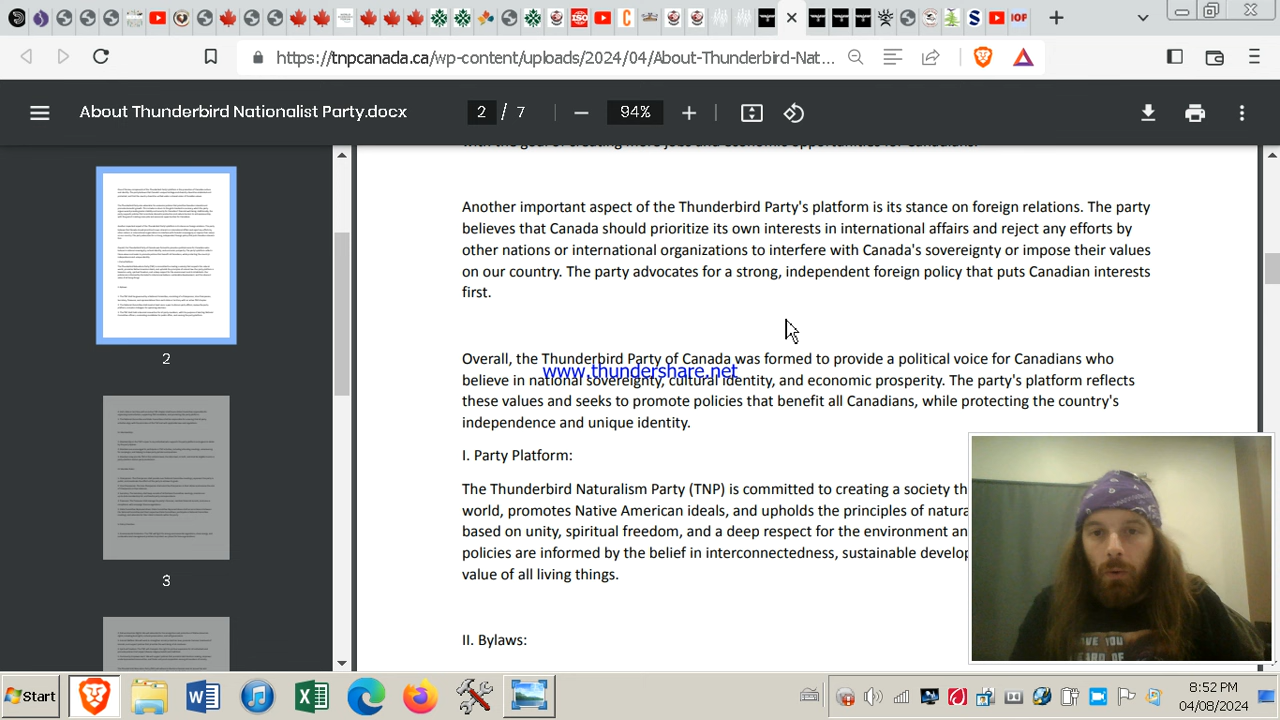 ISO
IOF
https://tnpcanada.ca/wp-content/uploads/2024/04/About-Thunderbird-Nat...
About Thunderbird Nationalist Party.docx
2 / 7
94%
Another important aspect of the Thunderbird Party's platform is its stance on foreign relations. The party
believes that Canada should prioritize its own interests in international affairs and reject any efforts by
other nations or international organizations to interfere with Canada's sovereignty or impose their values
on our country. The party advocates for a strong, independent foreign policy that puts Canadian interests
first.
Overall, the Thunderbird Party of Canada was formed to provide a political voice for Canadians who
www.thundershare.net
believe in national sovereignty, cultural identity, and economic prosperity. The party's platform reflects
these values and seeks to promote policies that benefit all Canadians, while protecting the country's
independence and unique identity.
I. Party Platform:
The Thunderbird Naturalism Party (TNP) is committed to creating a society th
world, promotes Native American ideals, and upholds the principles of natura
based on unity, spiritual freedom, and a deep respect for the environment an
policies are informed by the belief in interconnectedness, sustainable develop
value of all living things.
II. Bylaws:
2
3
Start
8:52 PM
04/08/2024